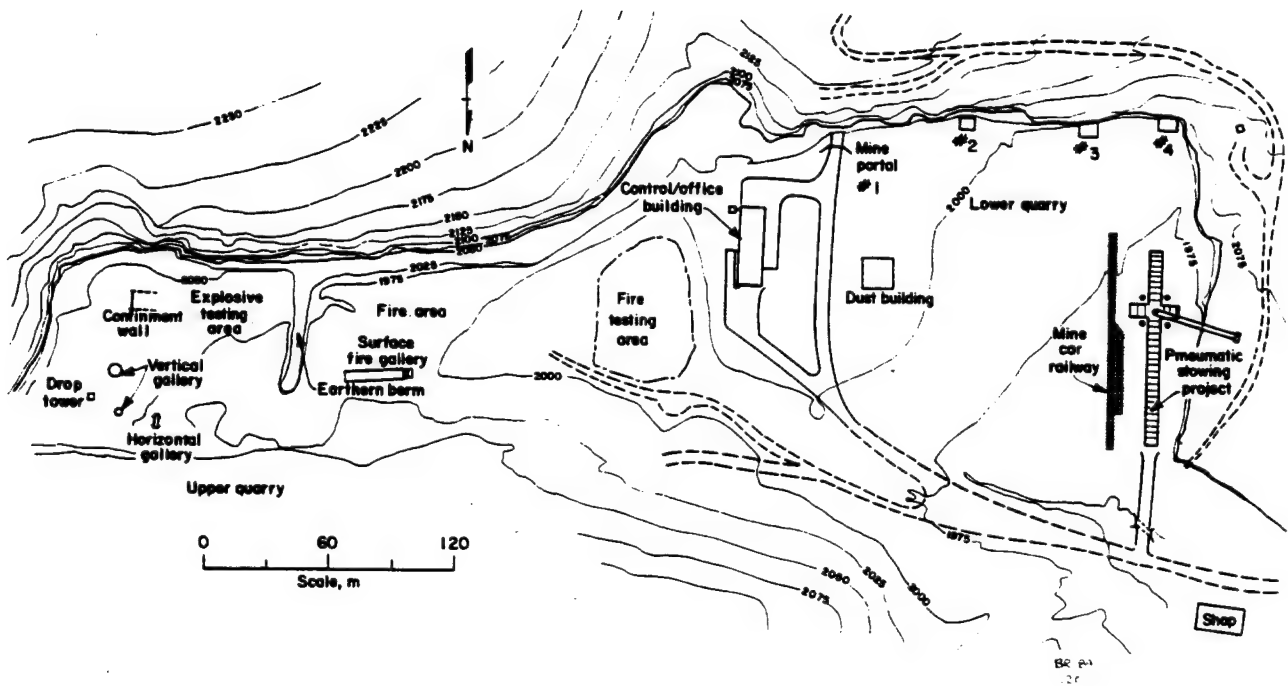 2125
2100
2075
2250
2225
N
#2
#3
#4
Mine
portal
#1
2200
Control/office
building
2000
Lower quarry
2175
2150
2125
2100
2075
2050
2025
1975
1975
2075
2050
Explosive
testing
area
Containment
wall
Fire area
Fire
testing
area
Dust building
Surface
fire gallery
Mine
car
railway
Pneumatic
stowing
project
Vertical
gallery
Drop
tower
Earthern berm
2000
Horizontal
gallery
Upper quarry
0 60 120
Scale, m
1975
2050
2025
2000
2075
Shop